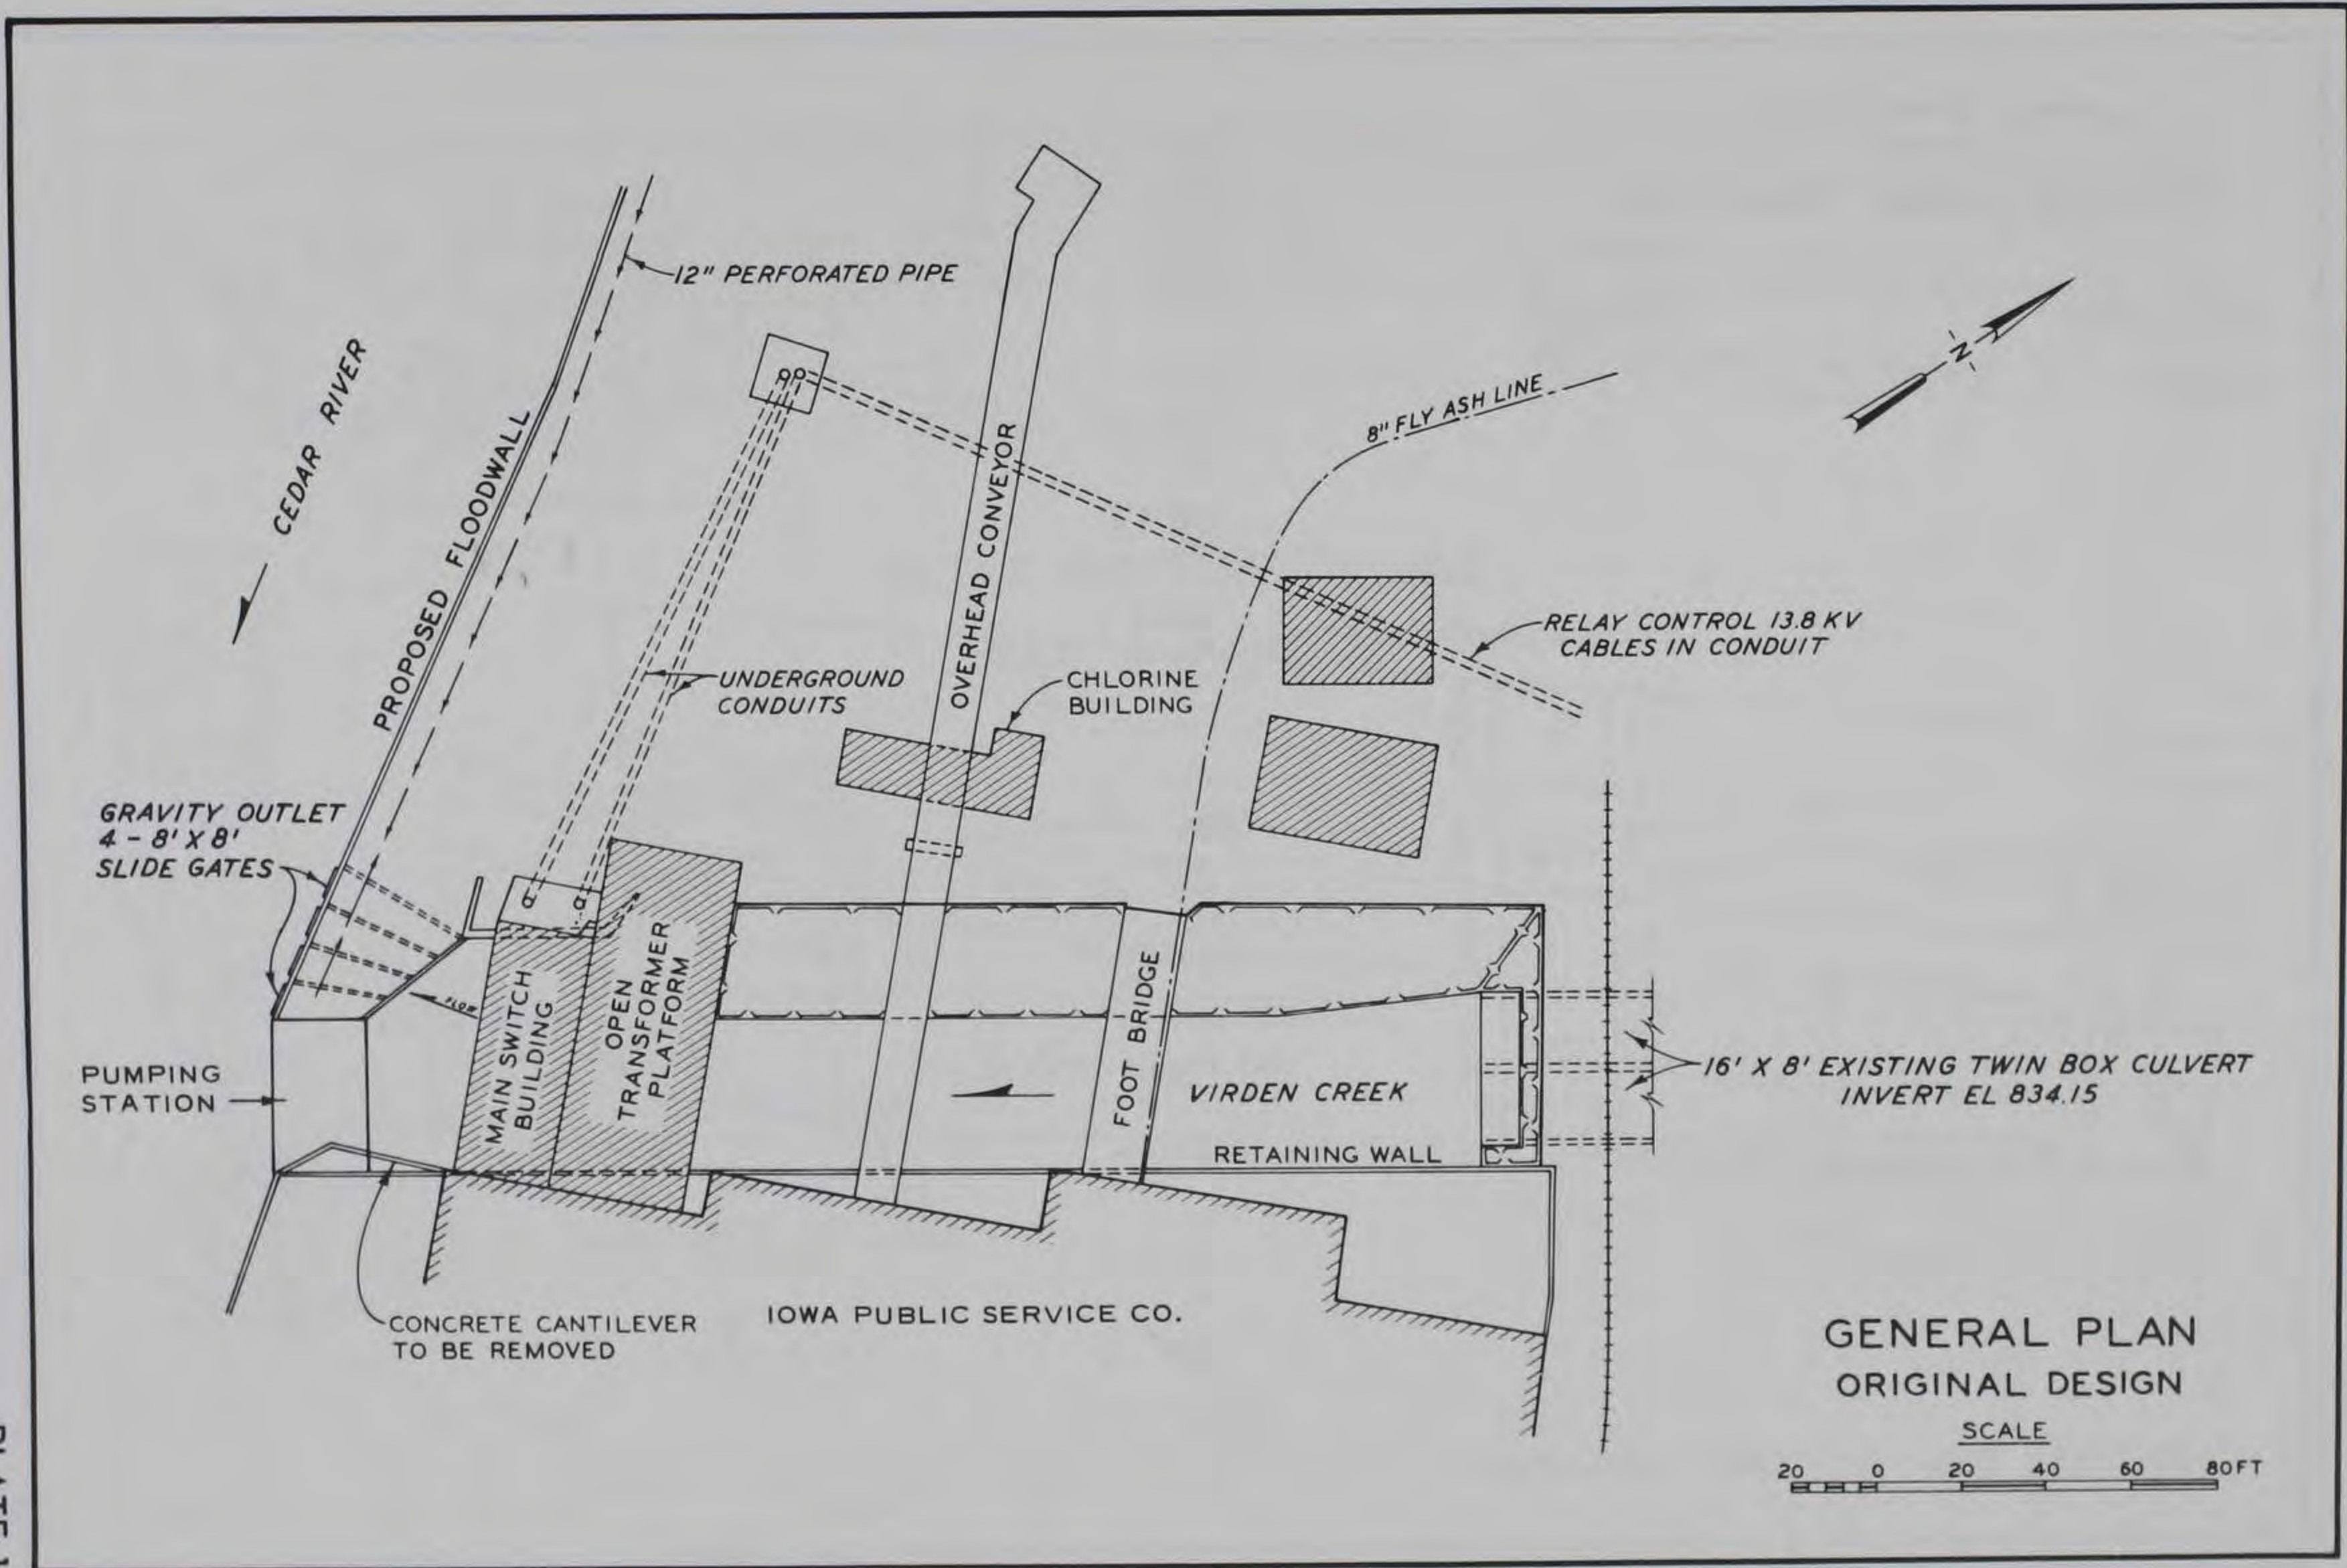 12" PERFORATED PIPE
CEDAR RIVER
PROPOSED FLOODWALL
N
8" FLY ASH LINE
OVERHEAD CONVEYOR
RELAY CONTROL 13.8 KV
CABLES IN CONDUIT
UNDERGROUND
CONDUITS
CHLORINE
BUILDING
GRAVITY OUTLET
4 - 8' X 8'
SLIDE GATES
FLOW
MAIN SWITCH
BUILDING
OPEN
TRANSFORMER
PLATFORM
FOOT BRIDGE
PUMPING
STATION
VIRDEN CREEK
16' X 8' EXISTING TWIN BOX CULVERT
INVERT EL 834.15
RETAINING WALL
CONCRETE CANTILEVER
TO BE REMOVED
IOWA PUBLIC SERVICE CO.
GENERAL PLAN
ORIGINAL DESIGN
SCALE
20 0 20 40 60 80 FT